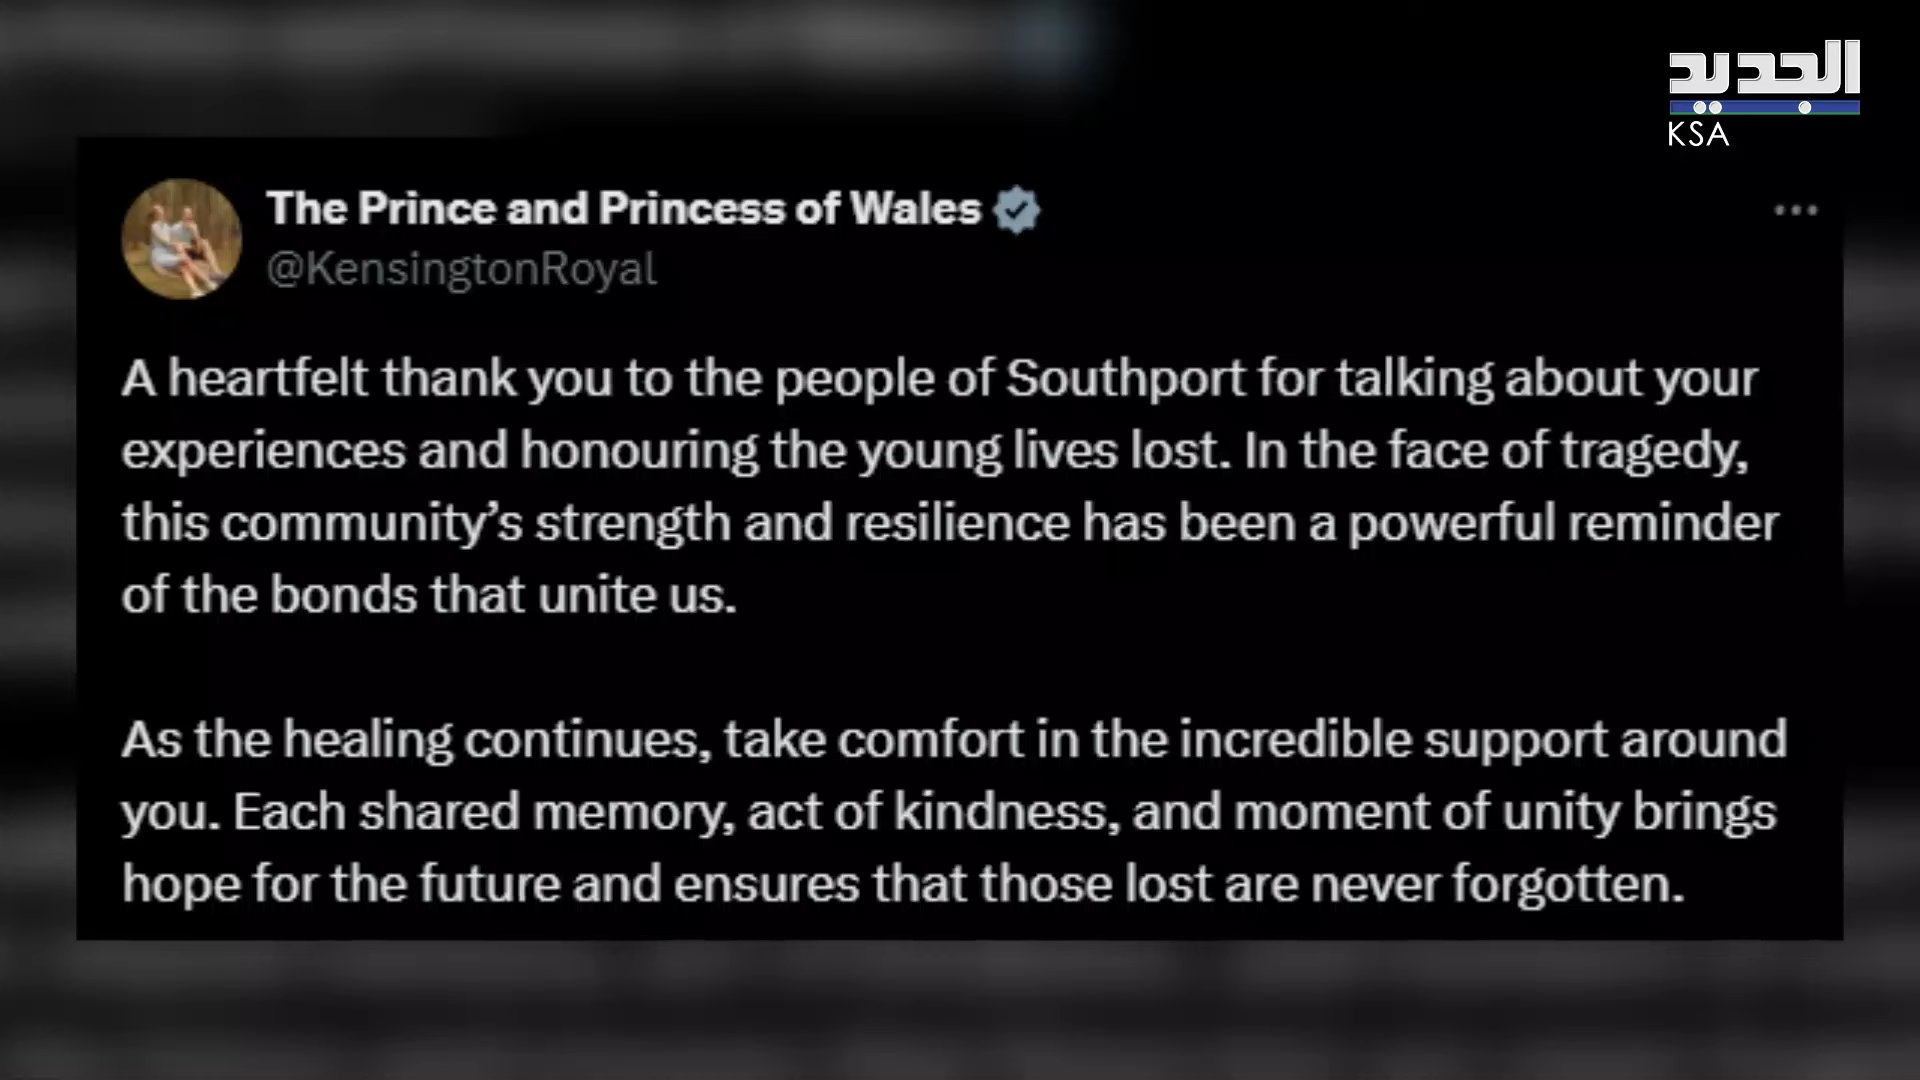 الجديد
KSA
The Prince and Princess of Wales
@KensingtonRoyal
A heartfelt thank you to the people of Southport for talking about your
experiences and honouring the young lives lost. In the face of tragedy,
this community’s strength and resilience has been a powerful reminder
of the bonds that unite us.
As the healing continues, take comfort in the incredible support around
you. Each shared memory, act of kindness, and moment of unity brings
hope for the future and ensures that those lost are never forgotten.